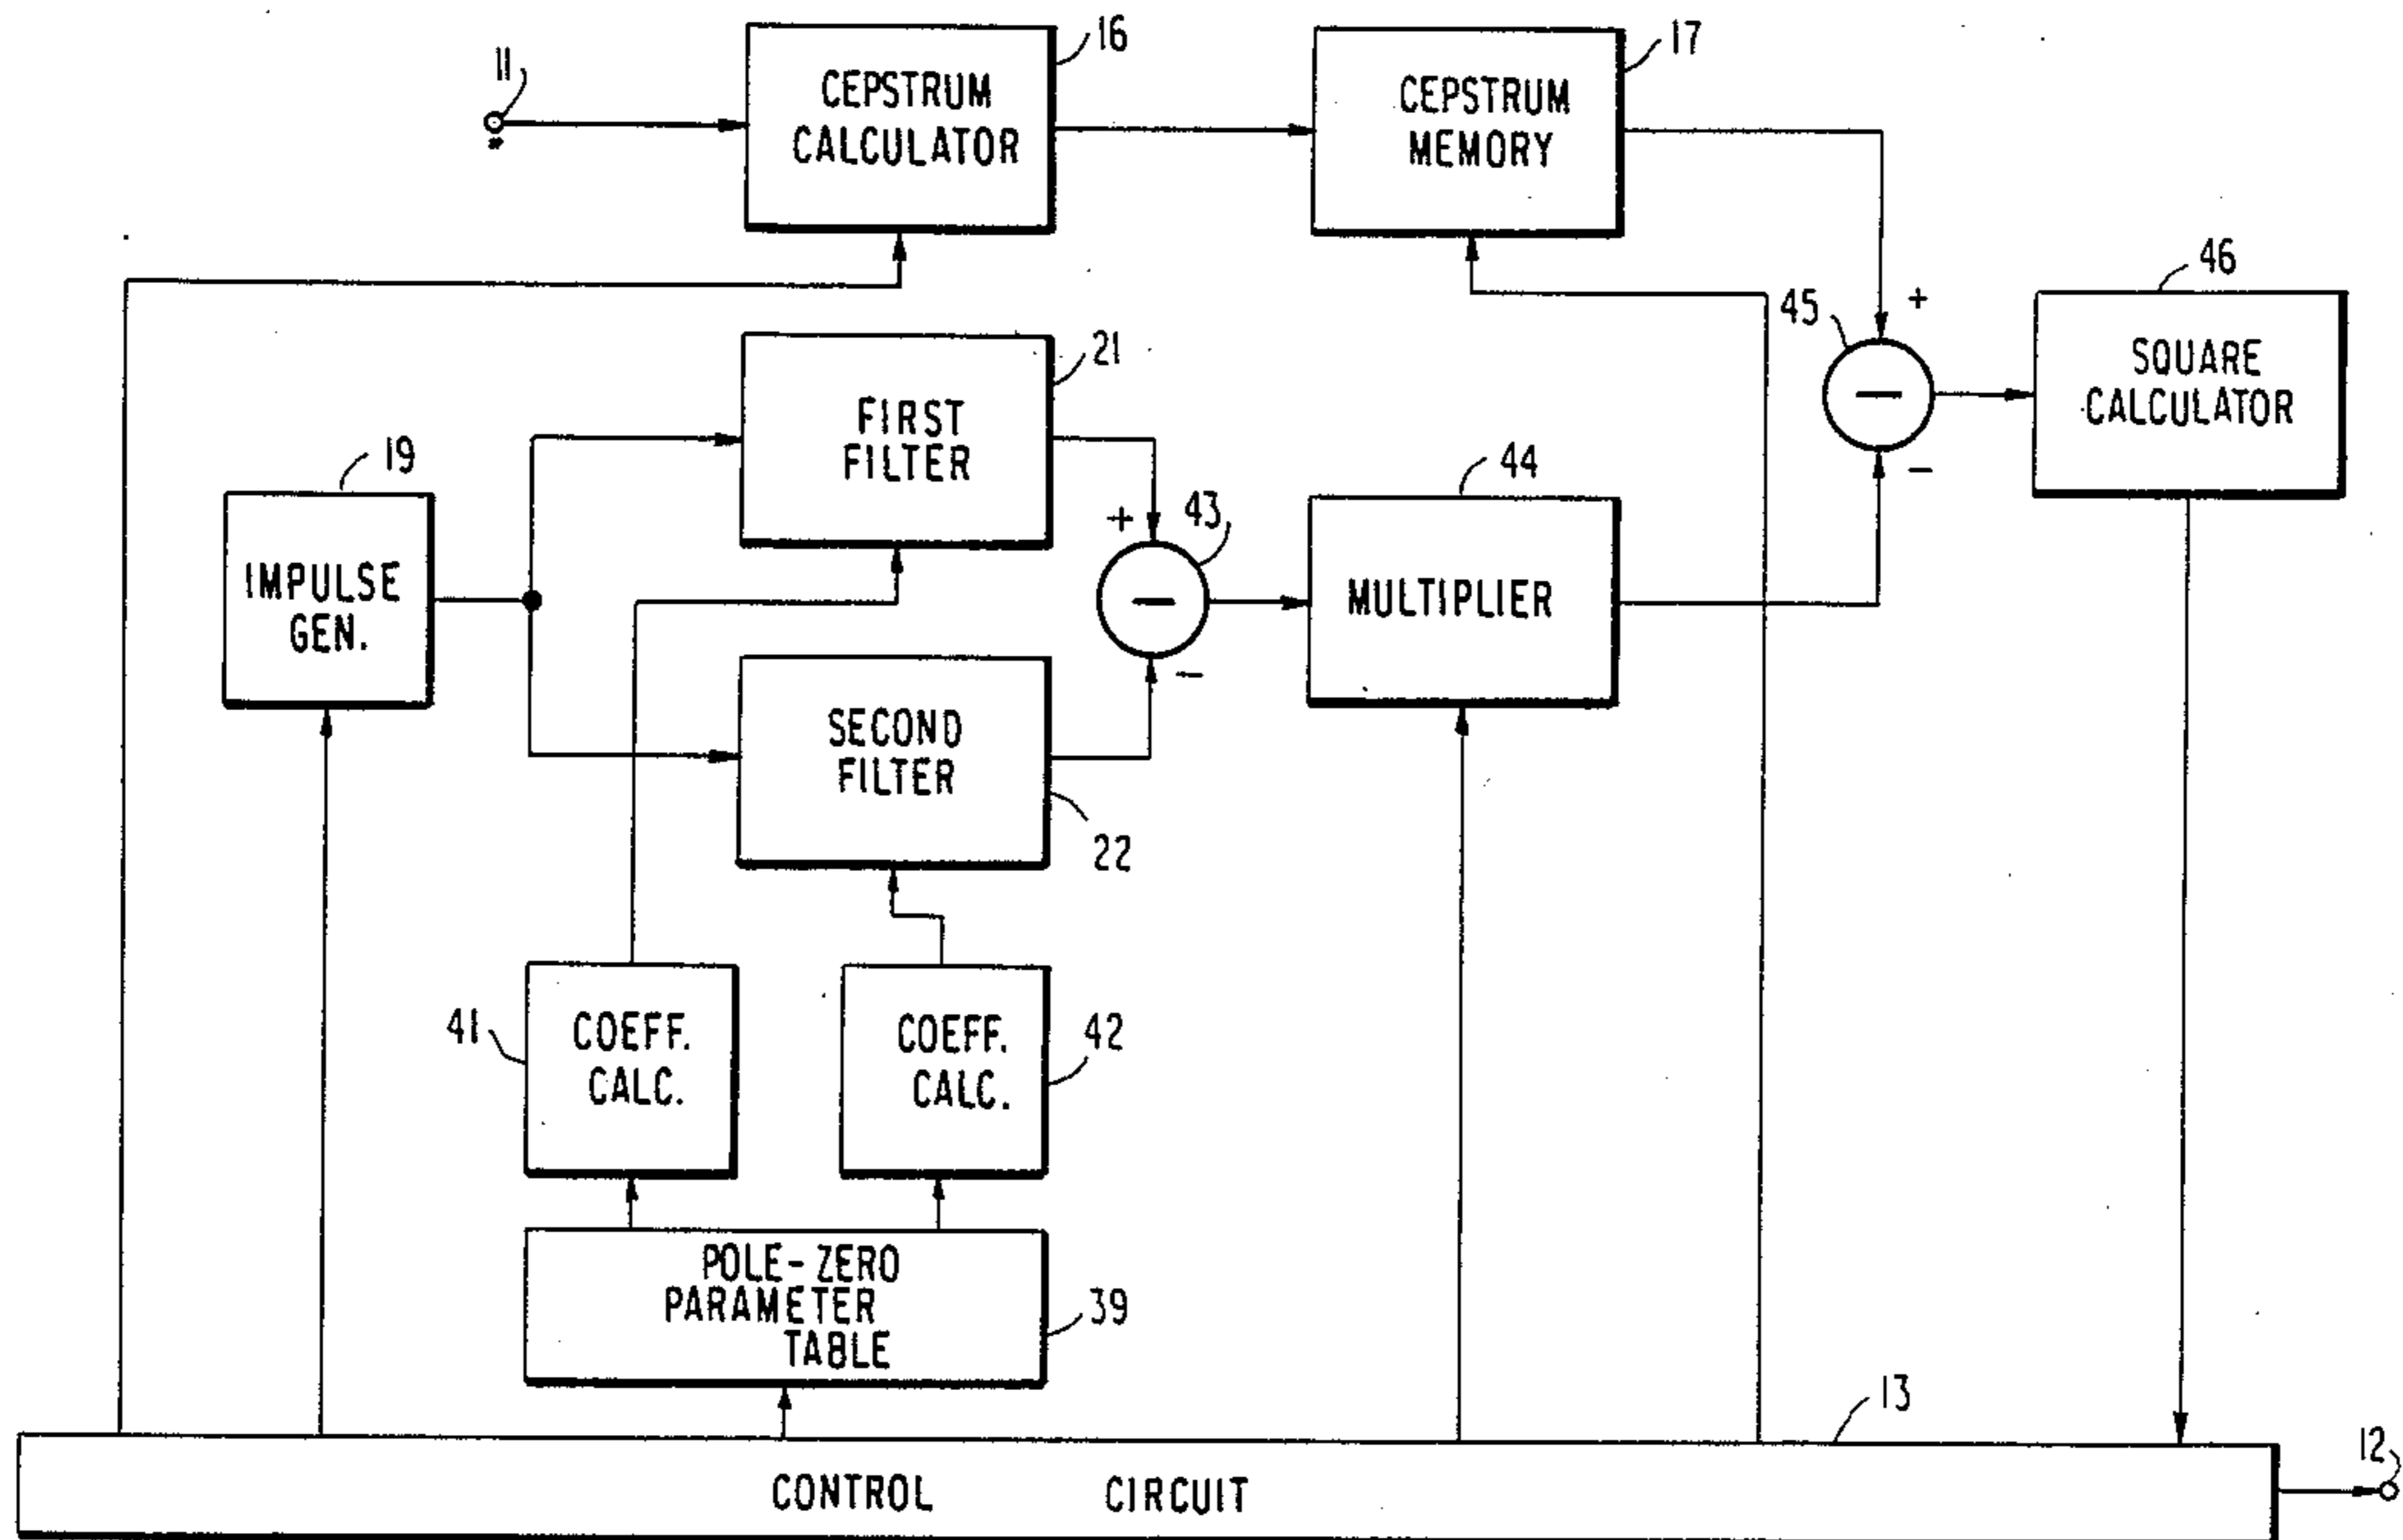 11
*
CEPSTRUM
CALCULATOR
16
CEPSTRUM
MEMORY
17
45
+
-
-
46
SQUARE
CALCULATOR
19
IMPULSE
GEN.
FIRST
FILTER
21
SECOND
FILTER
22
+
43
-
-
44
MULTIPLIER
41
COEFF.
CALC.
COEFF.
CALC.
42
POLE-ZERO
PARAMETER
TABLE
39
13
CONTROL CIRCUIT
12